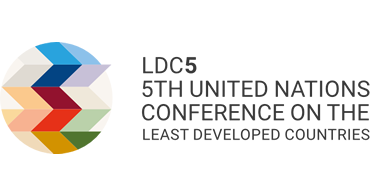 LDC5
5TH UNITED NATIONS
CONFERENCE ON THE
LEAST DEVELOPED COUNTRIES